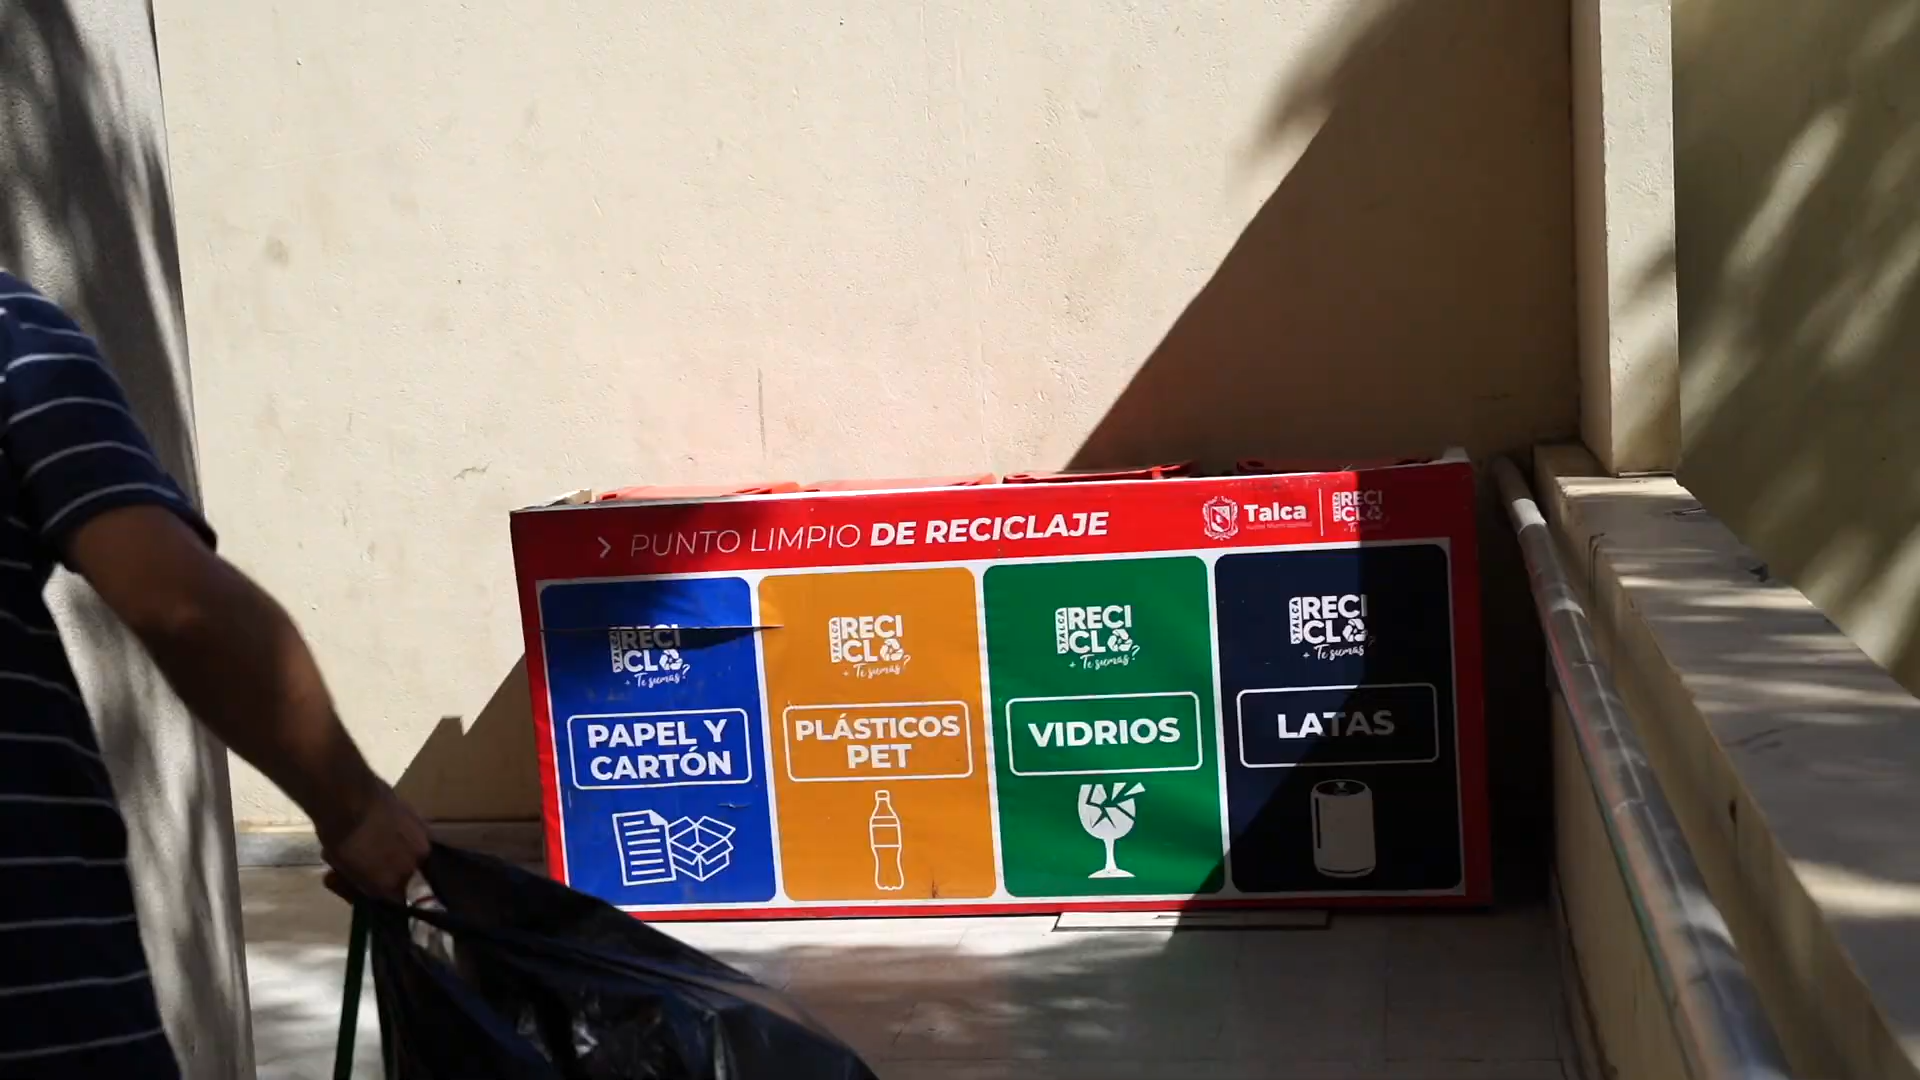 > PUNTO LIMPIO DE RECICLAJE
Talca
RECI
CLO
TALCA
RECI
CLO
+ Te sumas?
PAPEL Y
CARTÓN
TALCA
RECI
CLO
+ Te sumas?
PLÁSTICOS
PET
TALCA
RECI
CLO
+ Te sumas?
VIDRIOS
TALCA
RECI
CLO
+ Te sumas?
LATAS